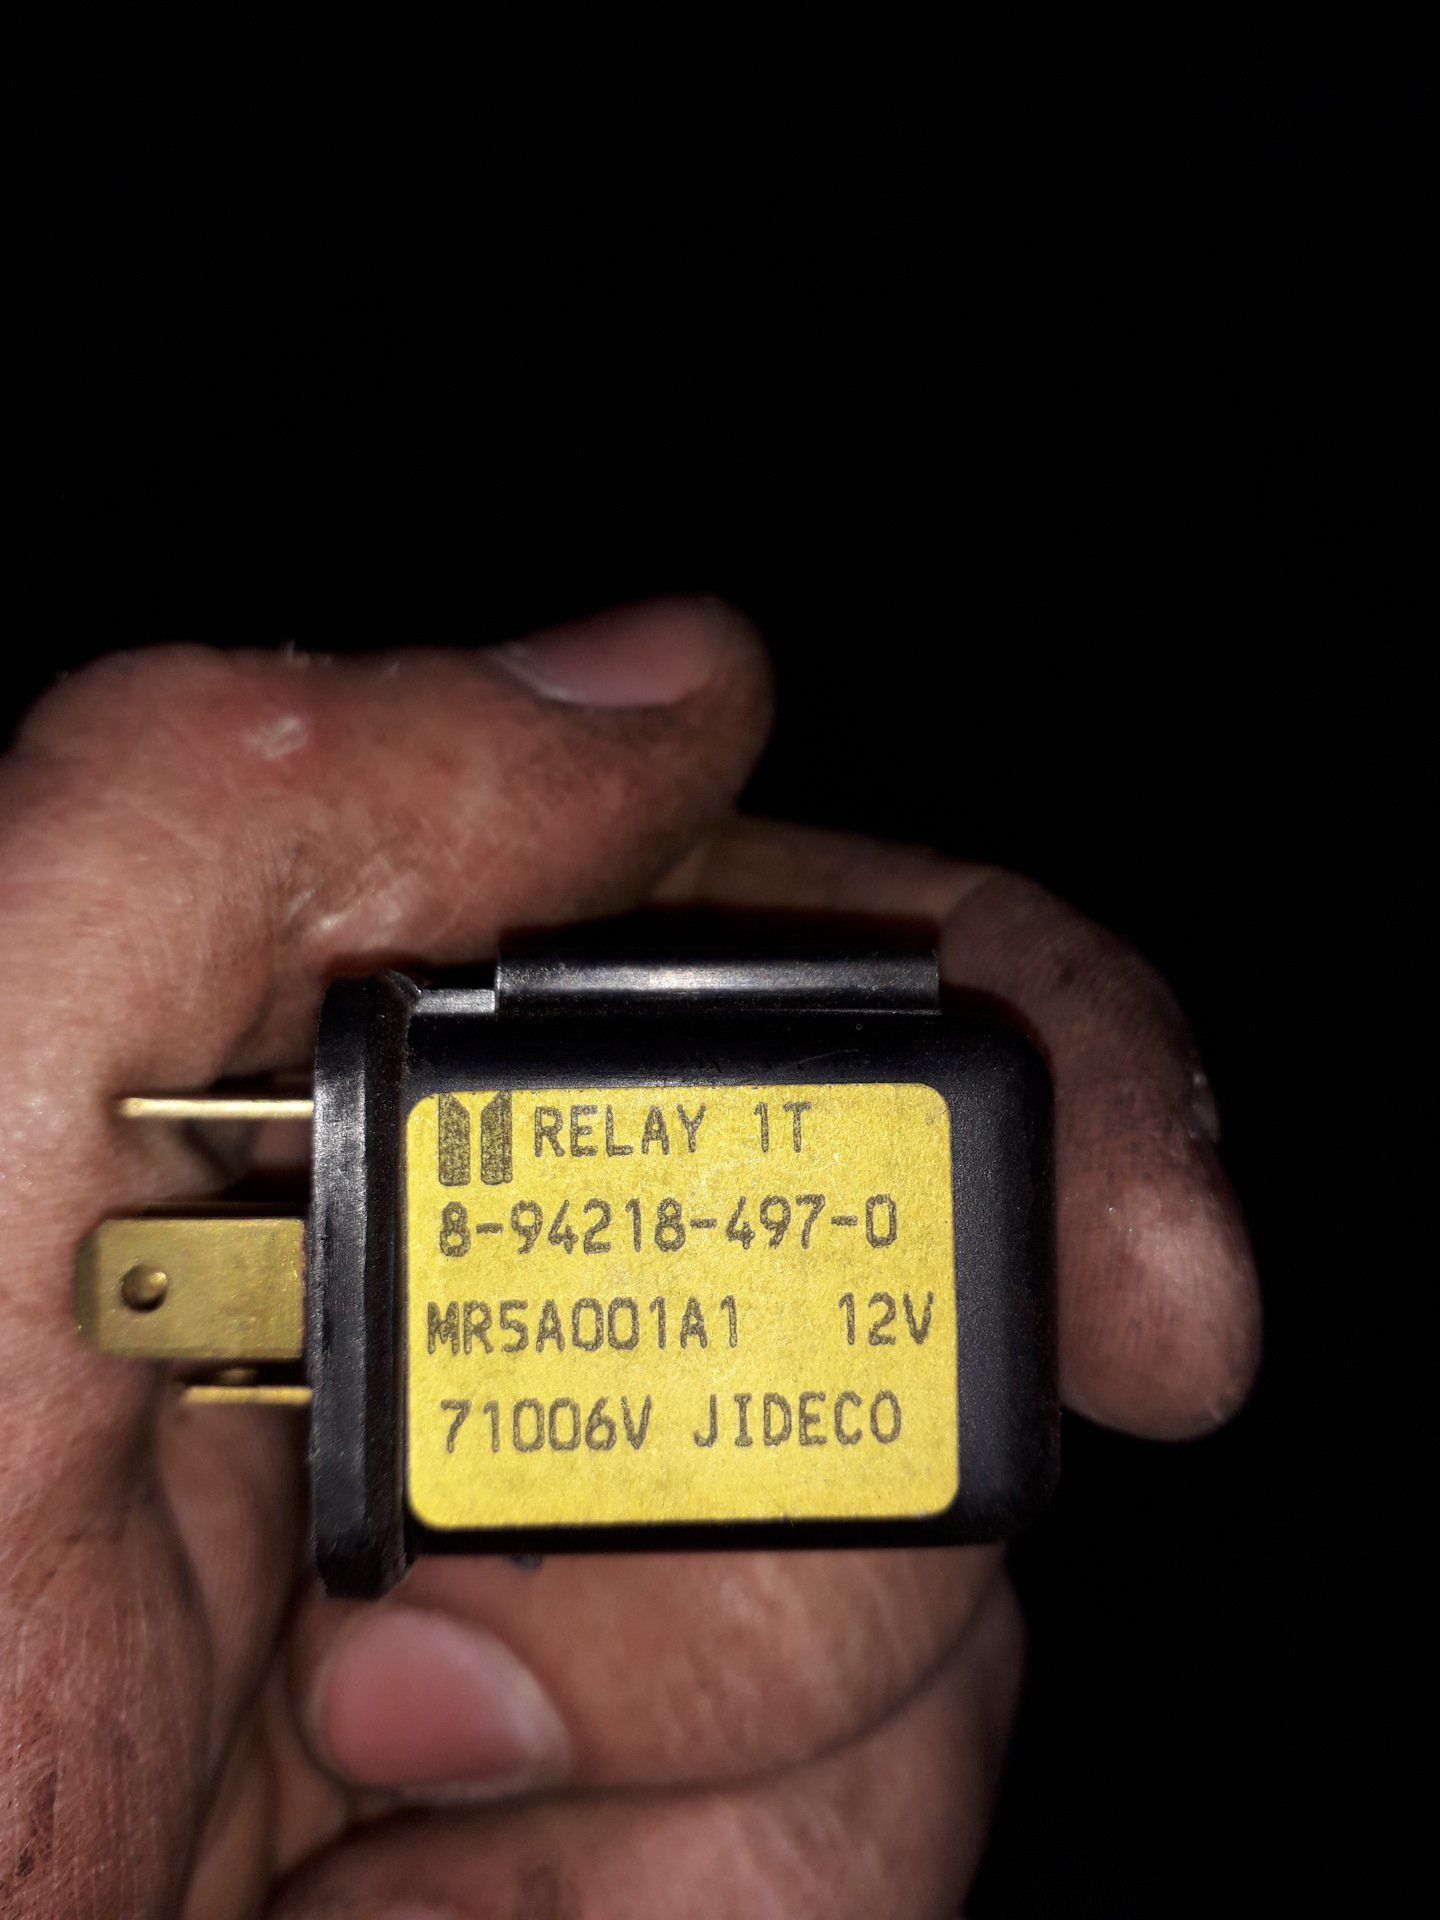 RELAY 1T
8-94218-497-0
MR5A001A1 12V
71006V JIDECO